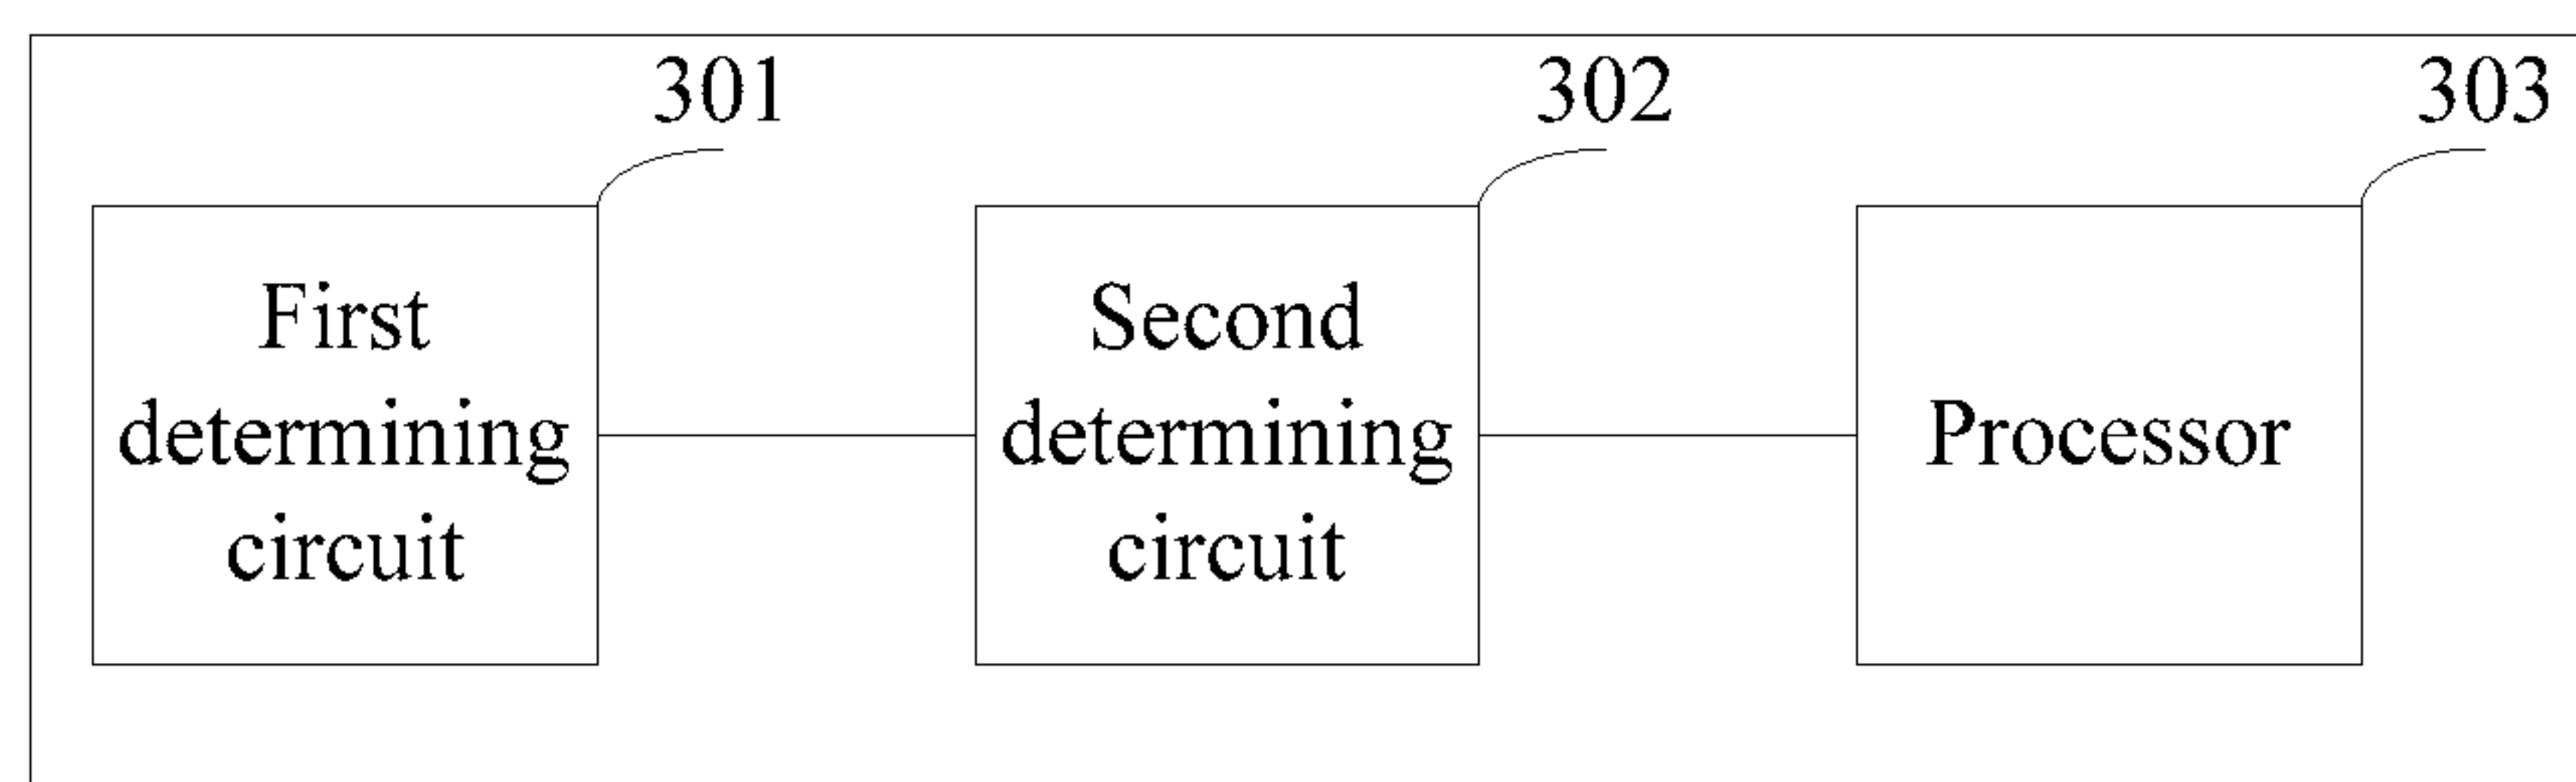 301
302
303
First
determining
circuit
Second
determining
circuit
Processor